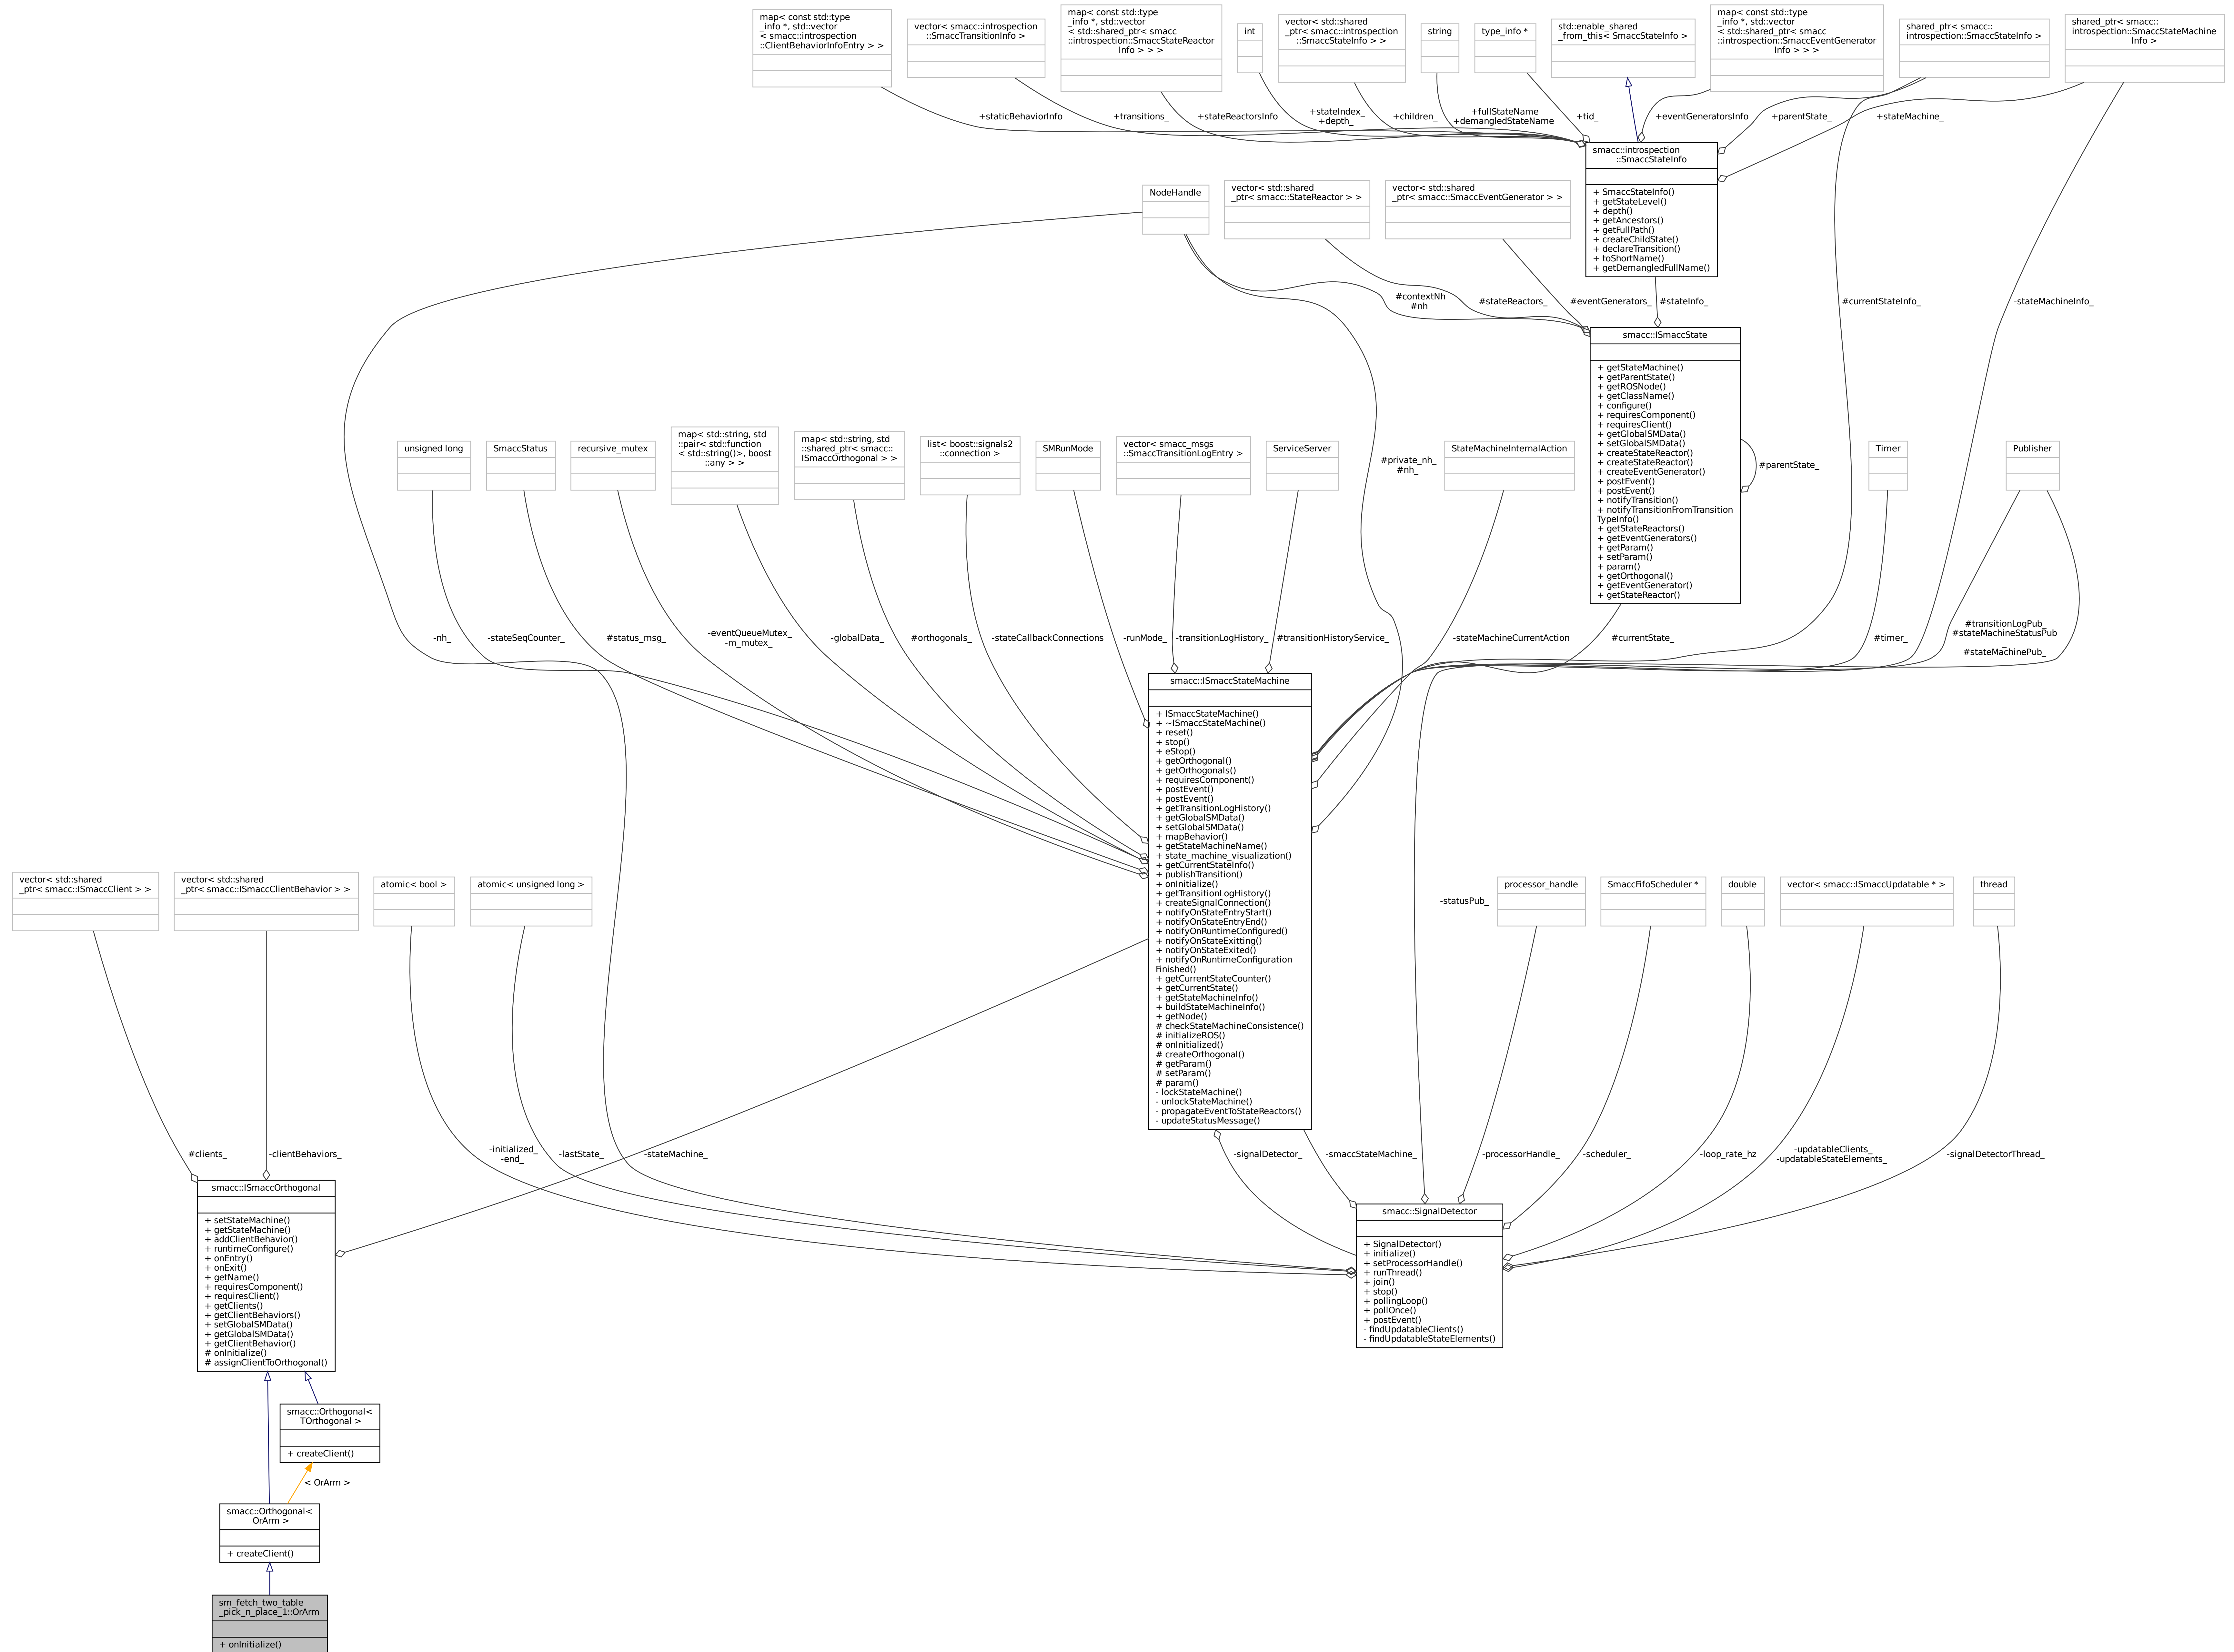 map< const std::type
_info *, std::vector
< smacc::introspection
::ClientBehaviorInfoEntry > >
vector< smacc::introspection
::SmaccTransitionInfo >
map< const std::type
_info *, std::vector
< std::shared_ptr< smacc
::introspection::SmaccStateReactor
Info > > >
int
vector< std::shared
_ptr< smacc::introspection
::SmaccStateInfo > >
string
type_info *
std::enable_shared
_from_this< SmaccStateInfo >
map< const std::type
_info *, std::vector
< std::shared_ptr< smacc
::introspection::SmaccEventGenerator
Info > > >
shared_ptr< smacc::
introspection::SmaccStateInfo >
shared_ptr< smacc::
introspection::SmaccStateMachine
Info >
+staticBehaviorInfo
+transitions_
+stateReactorsInfo
+stateIndex_
+depth_
+children_
+fullStateName
+demangledStateName
+tid_
+eventGeneratorsInfo
+parentState_
+stateMachine_
smacc::introspection
::SmaccStateInfo
+ SmaccStateInfo()
+ getStateLevel()
+ depth()
+ getAncestors()
+ getFullPath()
+ createChildState()
+ declareTransition()
+ toShortName()
+ getDemangledFullName()
NodeHandle
vector< std::shared
_ptr< smacc::StateReactor > >
vector< std::shared
_ptr< smacc::SmaccEventGenerator > >
#contextNh
#nh
#stateReactors_
#eventGenerators_
#stateInfo_
#currentStateInfo_
-stateMachineInfo_
smacc::ISmaccState
+ getStateMachine()
+ getParentState()
+ getROSNode()
+ getClassName()
+ configure()
+ requiresComponent()
+ requiresClient()
+ getGlobalSMData()
+ setGlobalSMData()
+ createStateReactor()
+ createStateReactor()
+ createEventGenerator()
+ postEvent()
+ postEvent()
+ notifyTransition()
+ notifyTransitionFromTransition
TypeInfo()
+ getStateReactors()
+ getEventGenerators()
+ getParam()
+ setParam()
+ param()
+ getOrthogonal()
+ getEventGenerator()
+ getStateReactor()
#parentState_
unsigned long
SmaccStatus
recursive_mutex
map< std::string, std
::pair< std::function
< std::string()>, boost
::any > >
map< std::string, std
::shared_ptr< smacc::
ISmaccOrthogonal > >
list< boost::signals2
::connection >
SMRunMode
vector< smacc_msgs
::SmaccTransitionLogEntry >
ServiceServer
#private_nh_
#nh_
StateMachineInternalAction
Timer
Publisher
-nh_
-stateSeqCounter_
#status_msg_
-eventQueueMutex_
-m_mutex_
-globalData_
#orthogonals_
-stateCallbackConnections
-runMode_
-transitionLogHistory_
#transitionHistoryService_
-stateMachineCurrentAction
#currentState_
#timer_
#transitionLogPub_
#stateMachineStatusPub
_
#stateMachinePub_
smacc::ISmaccStateMachine
+ ISmaccStateMachine()
+ ~ISmaccStateMachine()
+ reset()
+ stop()
+ eStop()
+ getOrthogonal()
+ getOrthogonals()
+ requiresComponent()
+ postEvent()
+ postEvent()
+ getTransitionLogHistory()
+ getGlobalSMData()
+ setGlobalSMData()
+ mapBehavior()
+ getStateMachineName()
+ state_machine_visualization()
+ getCurrentStateInfo()
+ publishTransition()
+ onInitialize()
+ getTransitionLogHistory()
+ createSignalConnection()
+ notifyOnStateEntryStart()
+ notifyOnStateEntryEnd()
+ notifyOnRuntimeConfigured()
+ notifyOnStateExitting()
+ notifyOnStateExited()
+ notifyOnRuntimeConfiguration
Finished()
+ getCurrentStateCounter()
+ getCurrentState()
+ getStateMachineInfo()
+ buildStateMachineInfo()
+ getNode()
# checkStateMachineConsistence()
# initializeROS()
# onInitialized()
# createOrthogonal()
# getParam()
# setParam()
# param()
- lockStateMachine()
- unlockStateMachine()
- propagateEventToStateReactors()
- updateStatusMessage()
vector< std::shared
_ptr< smacc::ISmaccClient > >
vector< std::shared
_ptr< smacc::ISmaccClientBehavior > >
atomic< bool >
atomic< unsigned long >
-statusPub_
processor_handle
SmaccFifoScheduler *
double
vector< smacc::ISmaccUpdatable * >
thread
#clients_
-clientBehaviors_
-initialized_
-end_
-lastState_
-stateMachine_
-signalDetector_
-smaccStateMachine_
-processorHandle_
-scheduler_
-loop_rate_hz
-updatableClients_
-updatableStateElements_
-signalDetectorThread_
smacc::ISmaccOrthogonal
+ setStateMachine()
+ getStateMachine()
+ addClientBehavior()
+ runtimeConfigure()
+ onEntry()
+ onExit()
+ getName()
+ requiresComponent()
+ requiresClient()
+ getClients()
+ getClientBehaviors()
+ setGlobalSMData()
+ getGlobalSMData()
+ getClientBehavior()
# onInitialize()
# assignClientToOrthogonal()
smacc::SignalDetector
+ SignalDetector()
+ initialize()
+ setProcessorHandle()
+ runThread()
+ join()
+ stop()
+ pollingLoop()
+ pollOnce()
+ postEvent()
- findUpdatableClients()
- findUpdatableStateElements()
smacc::Orthogonal<
TOrthogonal >
+ createClient()
< OrArm >
smacc::Orthogonal<
OrArm >
+ createClient()
sm_fetch_two_table
_pick_n_place_1::OrArm
+ onInitialize()